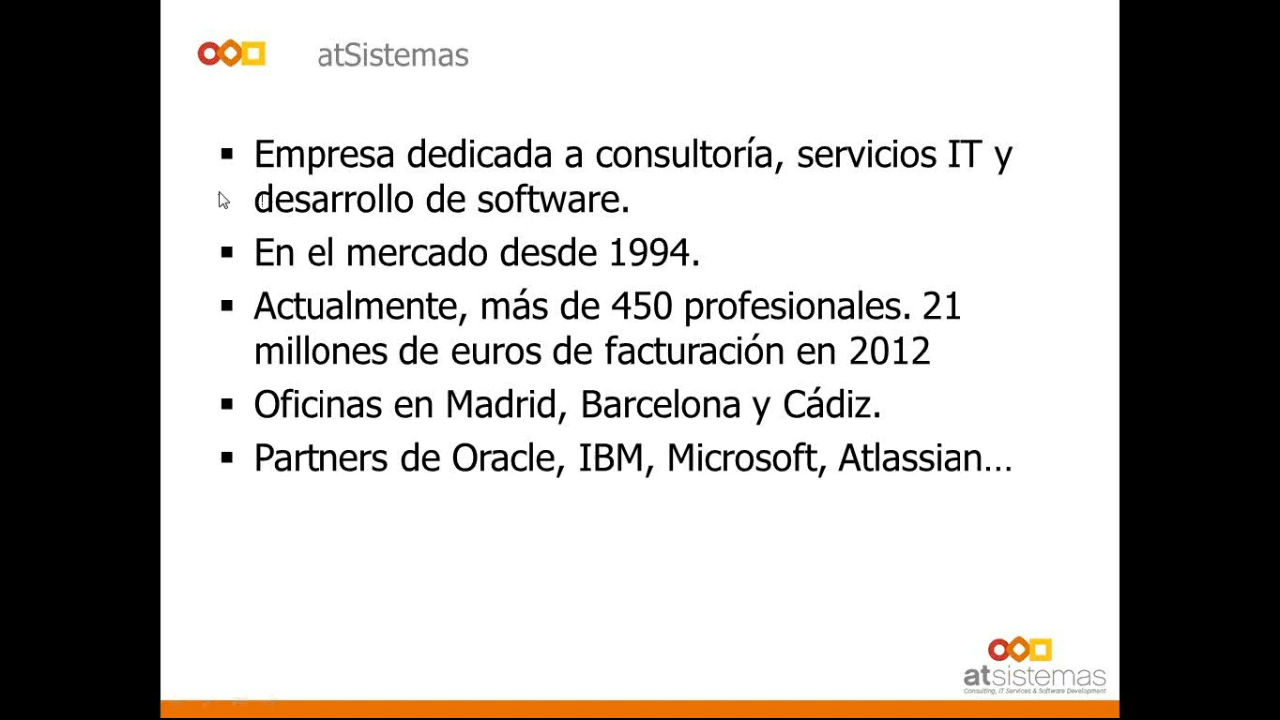 atSistemas
▪ Empresa dedicada a consultoría, servicios IT y
desarrollo de software.
▪ En el mercado desde 1994.
▪ Actualmente, más de 450 profesionales. 21
millones de euros de facturación en 2012
▪ Oficinas en Madrid, Barcelona y Cádiz.
▪ Partners de Oracle, IBM, Microsoft, Atlassian...
atsistemas
Consulting, IT Services & Software Development